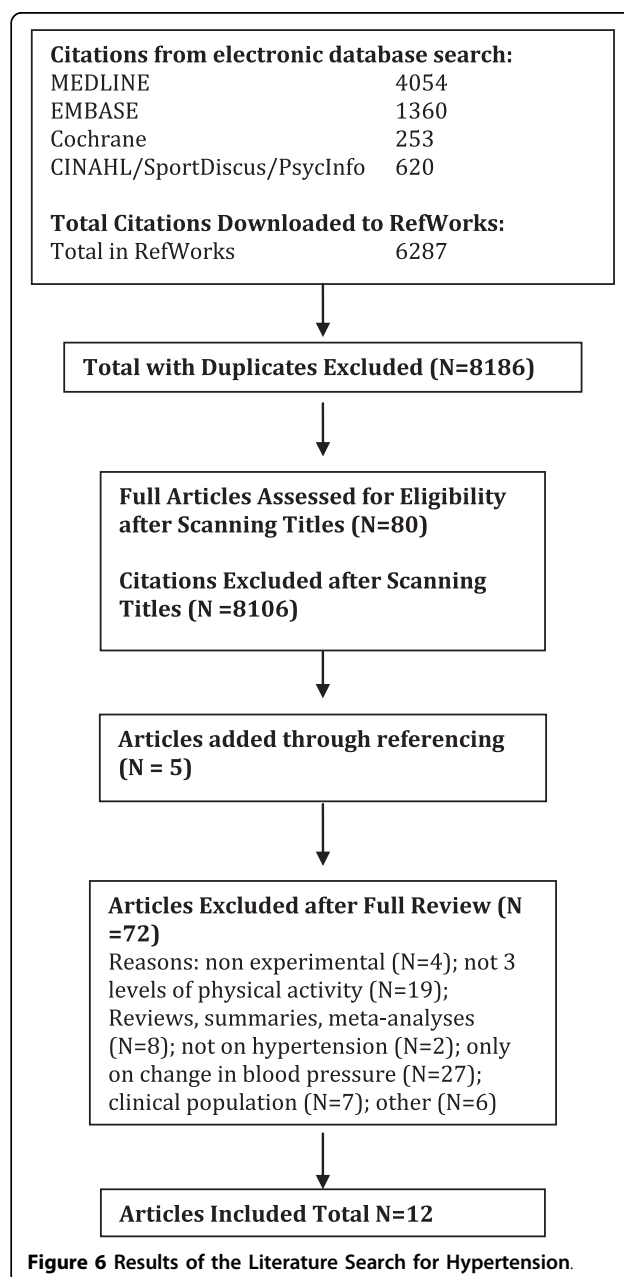 Citations from electronic database search:
MEDLINE 4054
EMBASE 1360
Cochrane 253
CINAHL/SportDiscus/PsycInfo 620
Total Citations Downloaded to RefWorks:
Total in RefWorks 6287
Total with Duplicates Excluded (N=8186)
Full Articles Assessed for Eligibility
after Scanning Titles (N=80)
Citations Excluded after Scanning
Titles (N =8106)
Articles added through referencing
(N = 5)
Articles Excluded after Full Review (N
=72)
Reasons: non experimental (N=4); not 3
levels of physical activity (N=19);
Reviews, summaries, meta-analyses
(N=8); not on hypertension (N=2); only
on change in blood pressure (N=27);
clinical population (N=7); other (N=6)
Articles Included Total N=12
Figure 6 Results of the Literature Search for Hypertension.